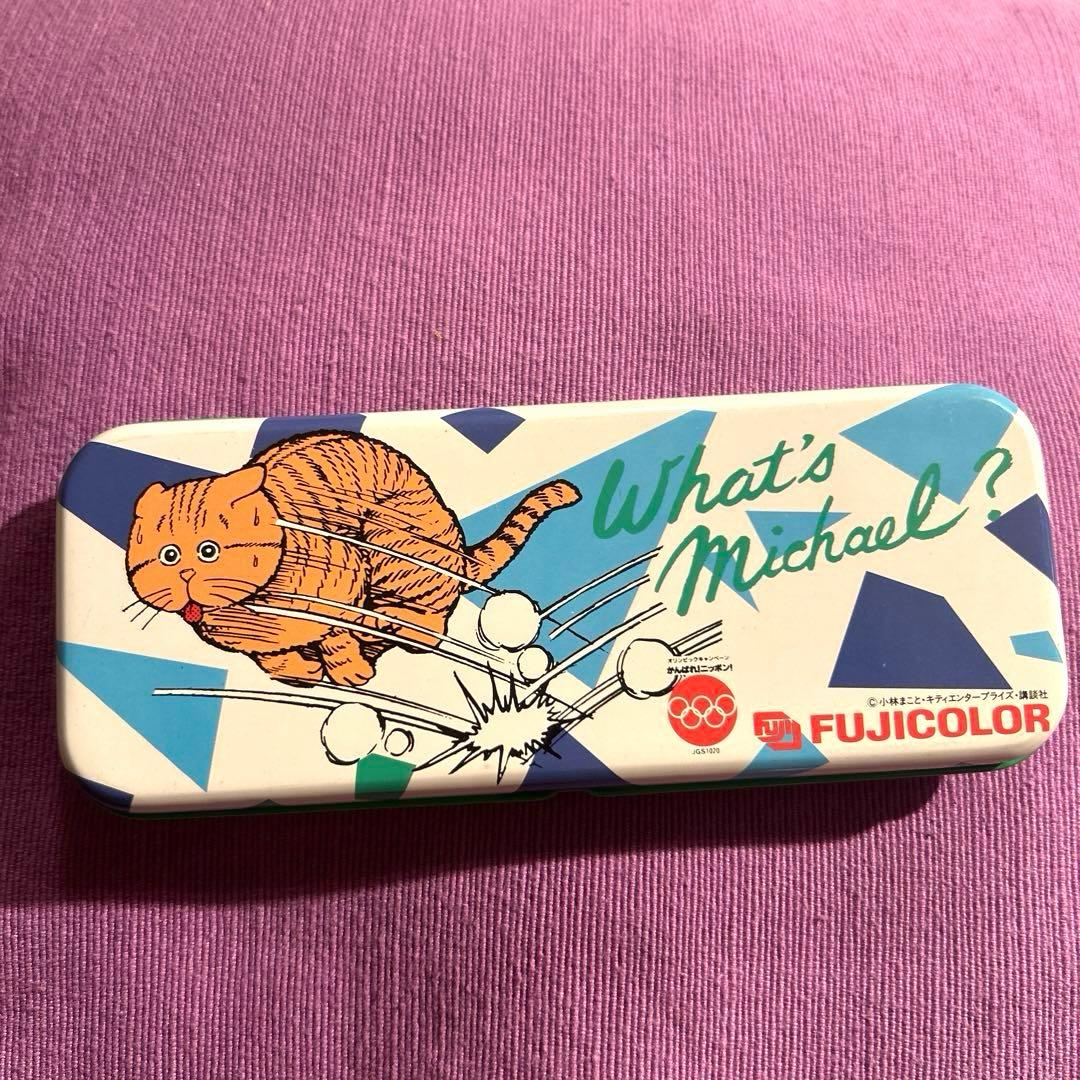 What's
Michael?
オリンピックキャンペーン
がんばれ!ニッポン!
JGS1020
©小林まこと・キティエンタープライズ・講談社
Fuji FUJICOLOR